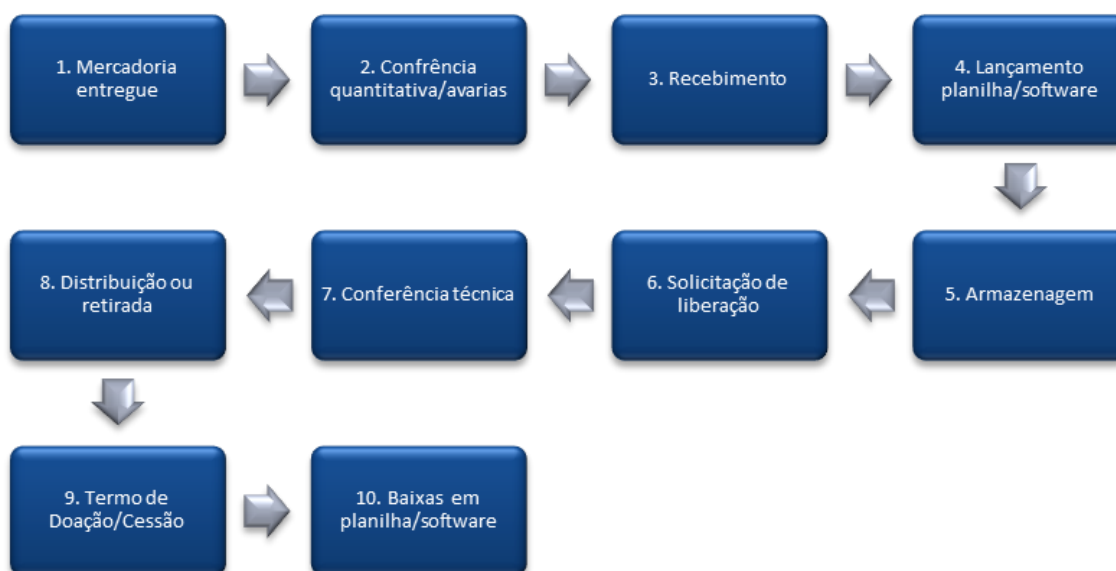 1. Mercadoria
entregue
2. Confrência
quantitativa/avarias
3. Recebimento
4. Lançamento
planilha/software
5. Armazenagem
6. Solicitação de
liberação
7. Conferência técnica
8. Distribuição ou
retirada
9. Termo de
Doação/Cessão
10. Baixas em
planilha/software